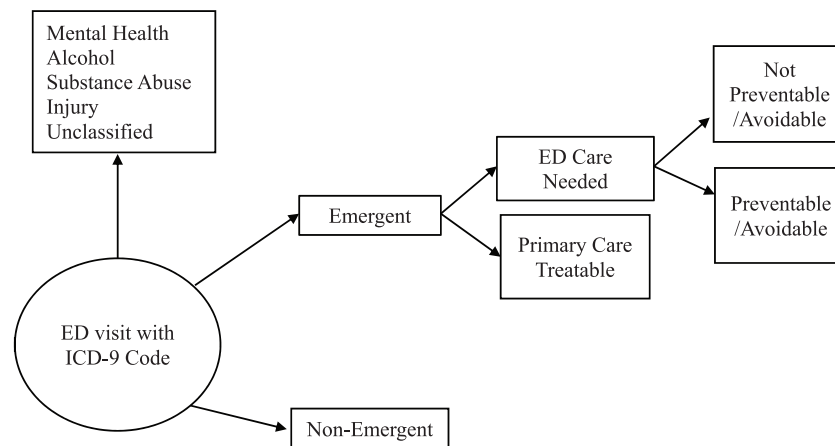 Mental Health
Alcohol
Substance Abuse
Injury
Unclassified
Not
Preventable
/Avoidable
ED Care
Needed
Preventable
/Avoidable
Emergent
Primary Care
Treatable
ED visit with
ICD-9 Code
Non-Emergent